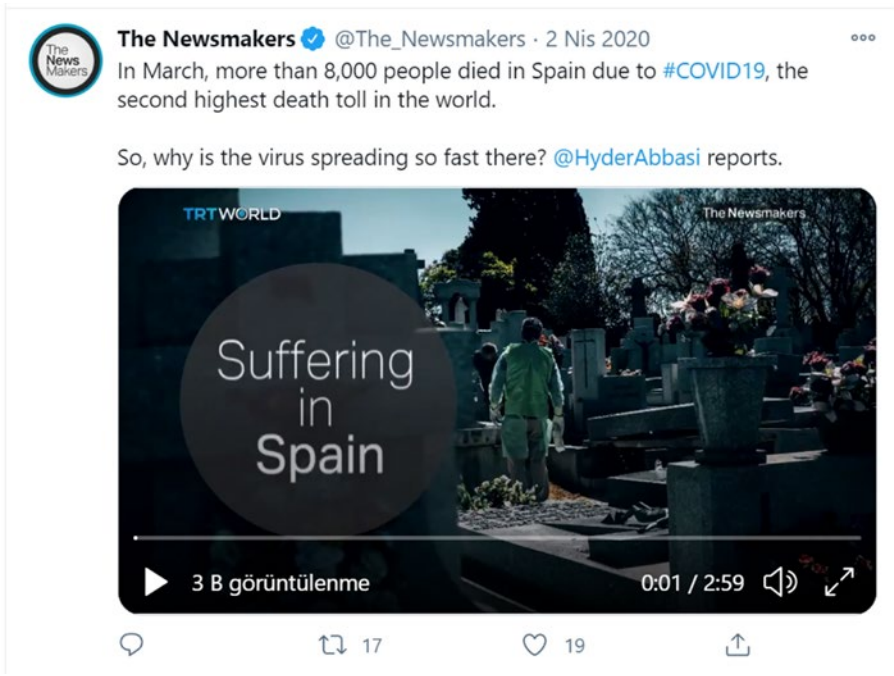 The
News
Makers
The Newsmakers @The_Newsmakers · 2 Nis 2020
In March, more than 8,000 people died in Spain due to #COVID19, the
second highest death toll in the world.
So, why is the virus spreading so fast there? @HyderAbbasi reports.
TRTWORLD
The Newsmakers
Suffering
in
Spain
3 B görüntülenme
0:01 / 2:59
17
19